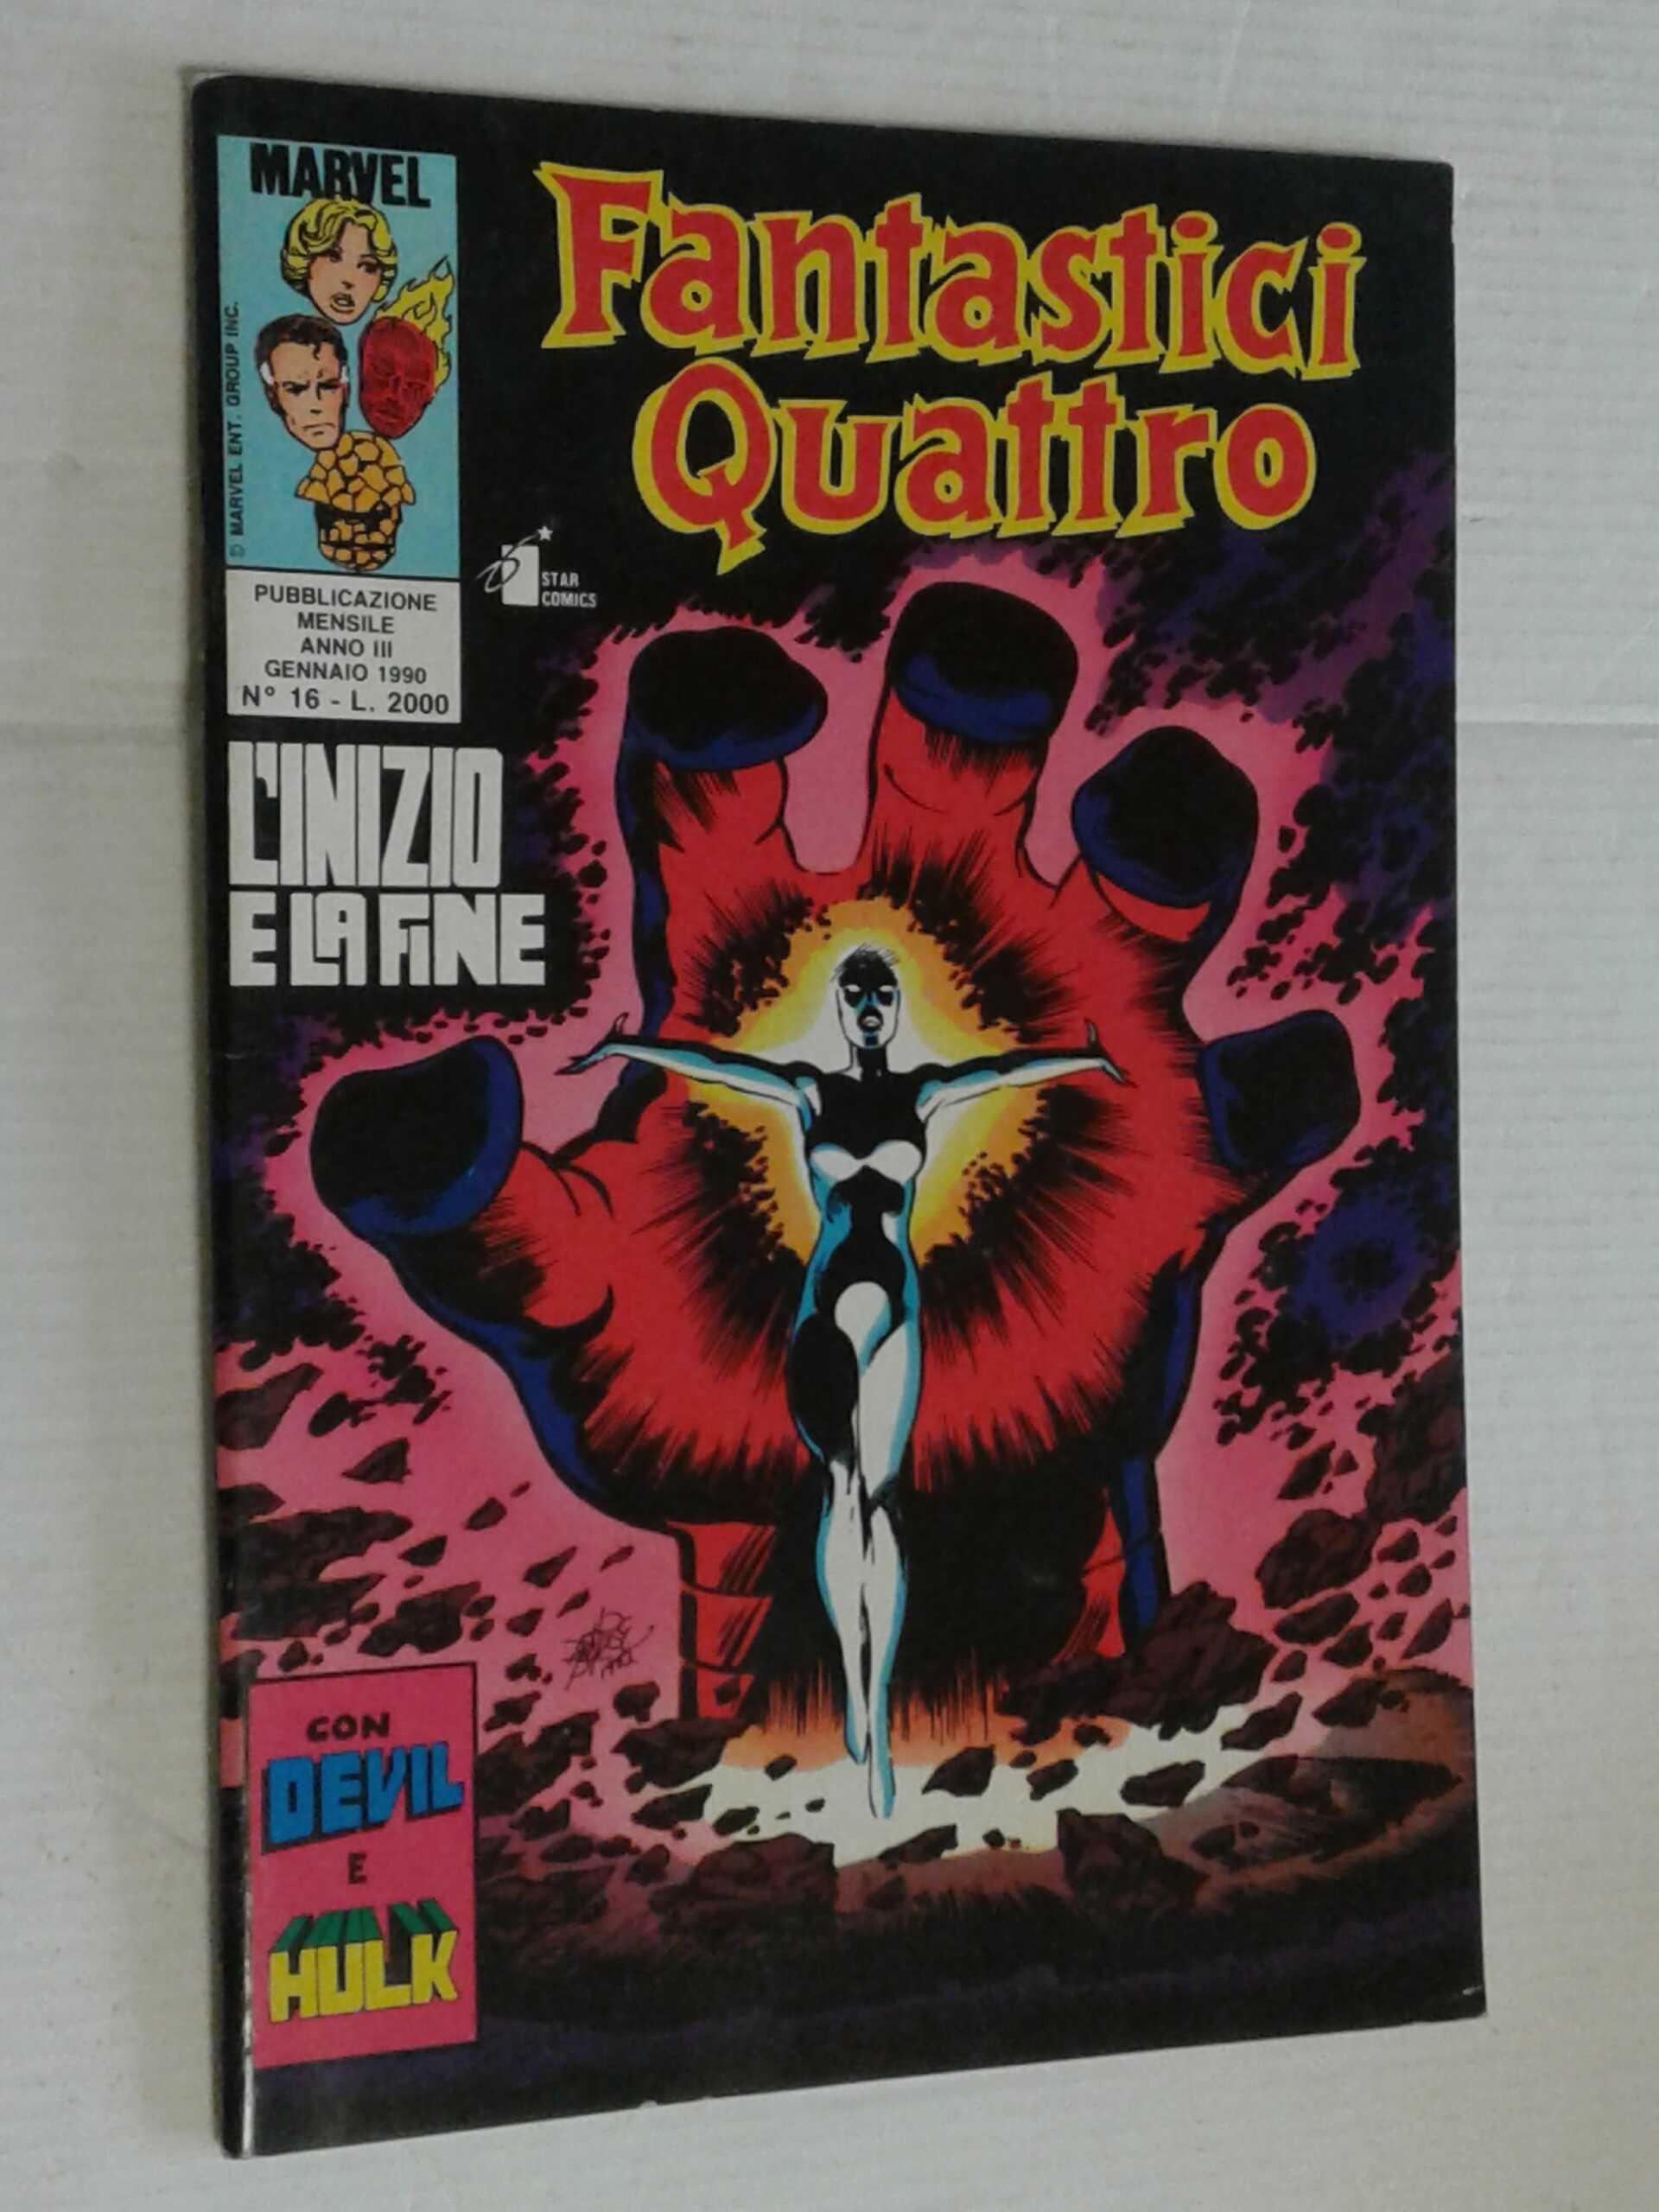 MARVEL
© MARVEL ENT. GROUP INC.
Fantastici
Quattro
STAR
COMICS
PUBBLICAZIONE
MENSILE
ANNO III
GENNAIO 1990
N° 16 - L. 2000
L'INIZIO
E LA FiNE
CON
DEVIL
E
HULK